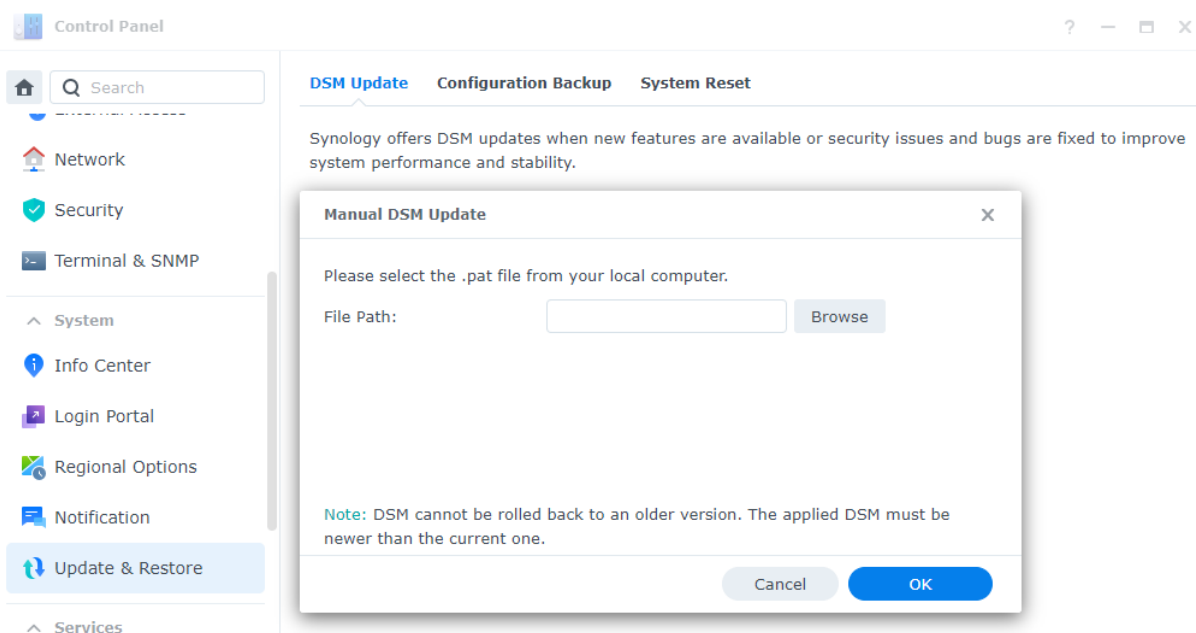 Control Panel
Search
DSM Update Configuration Backup System Reset
Network
Security
Terminal & SNMP
System
Info Center
Login Portal
Regional Options
Notification
Update & Restore
Services
Synology offers DSM updates when new features are available or security issues and bugs are fixed to improve
system performance and stability.
Manual DSM Update
Please select the .pat file from your local computer.
File Path:
Browse
Note: DSM cannot be rolled back to an older version. The applied DSM must be
newer than the current one.
Cancel OK